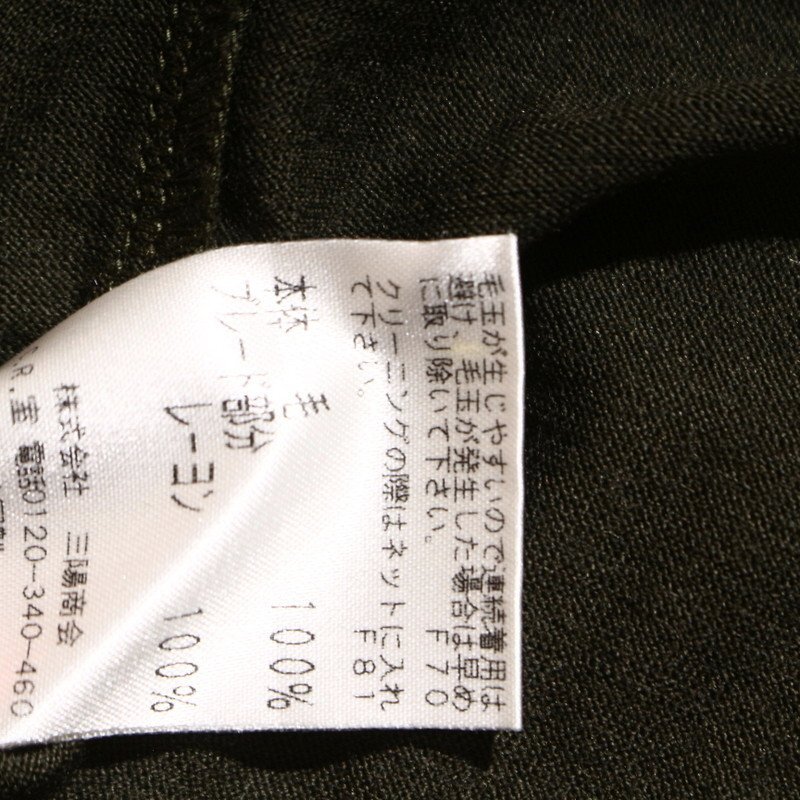 毛玉が生じやすいので連続着用は
避け、毛玉が発生した場合は早め
に取り除いて下さい。 F70
クリーニングの際はネットに入れ
て下さい。 F81
本体 毛 100%
ブレード部分
レーヨン 100%
株式会社 三陽商会
C.R.室 電話0120-340-460